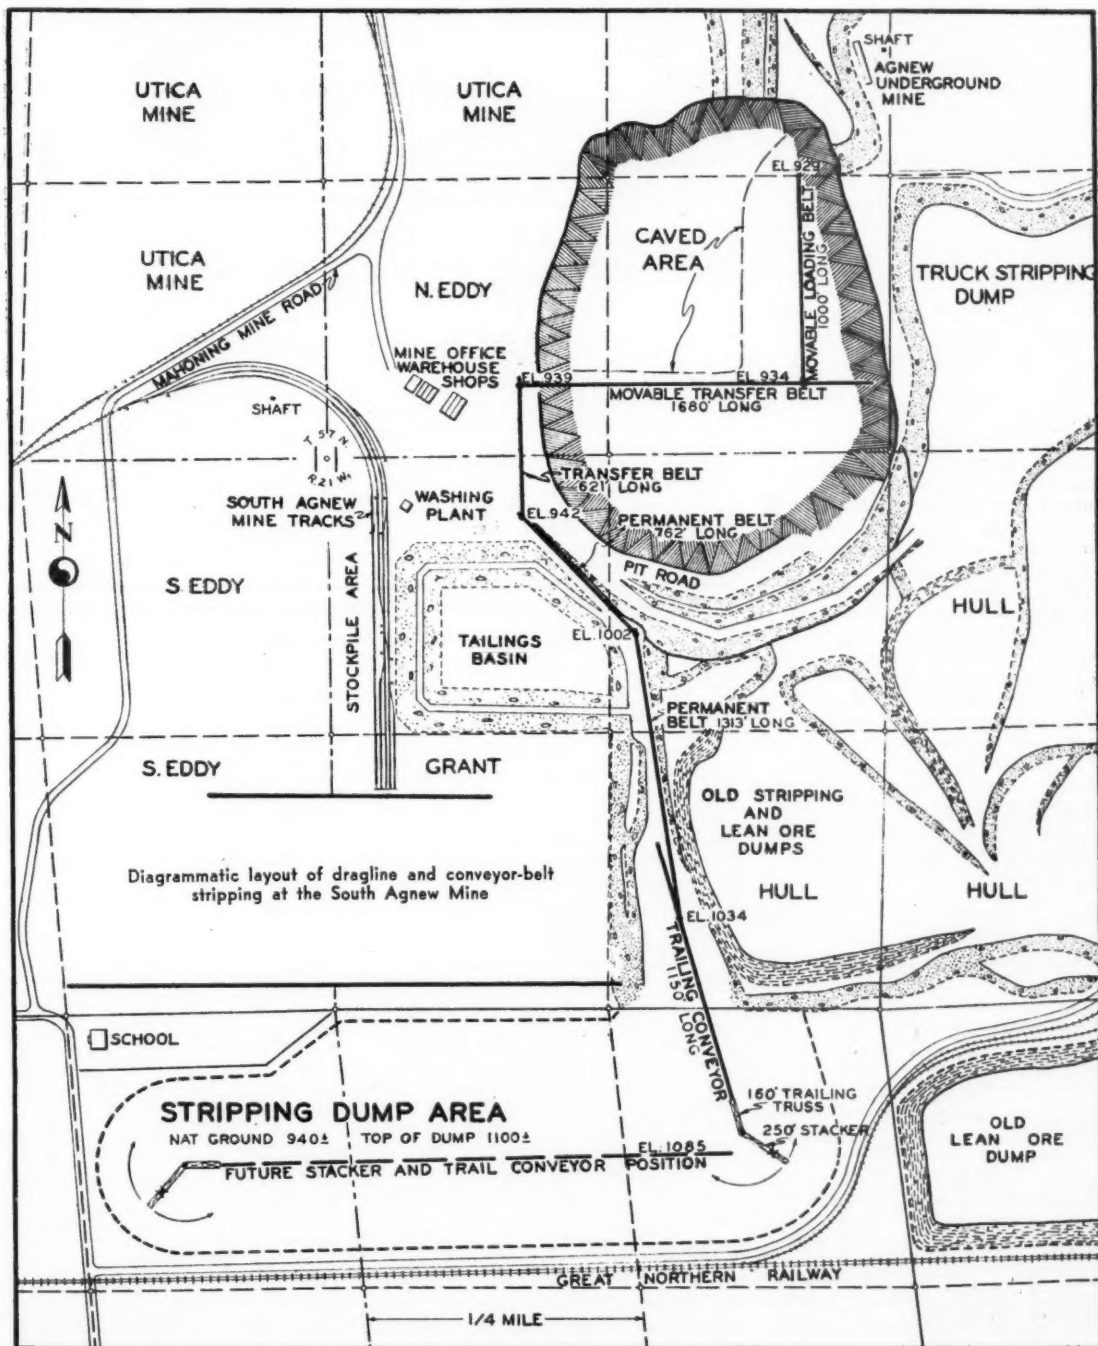 SHAFT
AGNEW
UNDERGROUND
MINE
UTICA
MINE
UTICA
MINE
EL. 929
CAVED
AREA
MOVABLE LOADING BELT
1000' LONG
TRUCK STRIPPING
DUMP
UTICA
MINE
N. EDDY
MAHONING MINE ROAD
MINE OFFICE
WAREHOUSE
SHOPS
EL. 939
EL. 934
MOVABLE TRANSFER BELT
1680' LONG
SHAFT
T. 57 N.
R. 21 W.
TRANSFER BELT
621' LONG
SOUTH AGNEW
MINE TRACKS
WASHING
PLANT
EL. 942
PERMANENT BELT
762' LONG
PIT ROAD
N
S. EDDY
STOCKPILE AREA
TAILINGS
BASIN
EL. 1002
HULL
PERMANENT
BELT 1313' LONG
S. EDDY
GRANT
OLD STRIPPING
AND
LEAN ORE
DUMPS
Diagrammatic layout of dragline and conveyor-belt
stripping at the South Agnew Mine
HULL
HULL
EL. 1034
TRAILING CONVEYOR
1150' LONG
SCHOOL
160' TRAILING
TRUSS
250' STACKER
STRIPPING DUMP AREA
NAT GROUND 940± TOP OF DUMP 1100±
EL. 1085
FUTURE STACKER AND TRAIL CONVEYOR POSITION
OLD
LEAN ORE
DUMP
GREAT NORTHERN RAILWAY
1/4 MILE